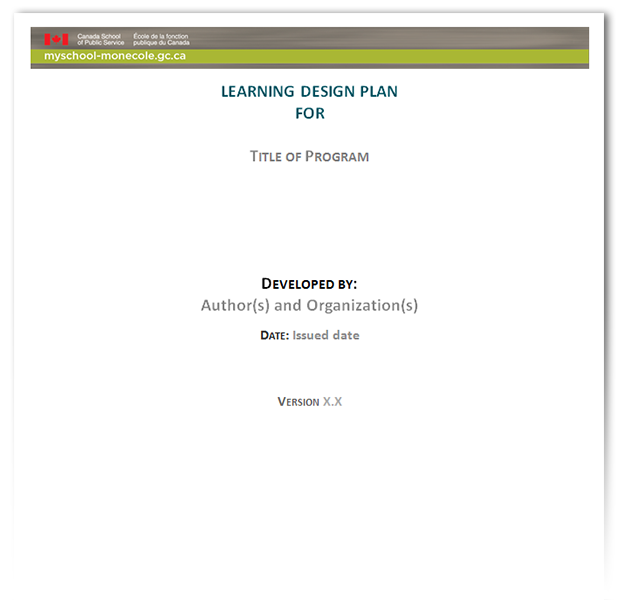 Canada School École de la fonction
of Public Service publique du Canada
myschool-monecole.gc.ca
LEARNING DESIGN PLAN
FOR
TITLE OF PROGRAM
DEVELOPED BY:
Author(s) and Organization(s)
DATE: Issued date
VERSION X.X